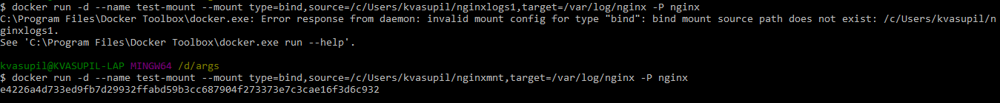 $ docker run -d --name test-mount --mount type=bind,source=/c/Users/kvasupil/nginxlogs1,target=/var/log/nginx -P nginx
C:\Program Files\Docker Toolbox\docker.exe: Error response from daemon: invalid mount config for type "bind": bind mount source path does not exist: /c/Users/kvasupil/n
ginxlogs1.
See 'C:\Program Files\Docker Toolbox\docker.exe run --help'.
kvasupil@KVASUPIL-LAP MINGW64 /d/args
$ docker run -d --name test-mount --mount type=bind,source=/c/Users/kvasupil/nginxmnt,target=/var/log/nginx -P nginx
e4226a4d733ed9fb7d29932ffabd59b3cc687904f273373e7c3cae16f3d6c932